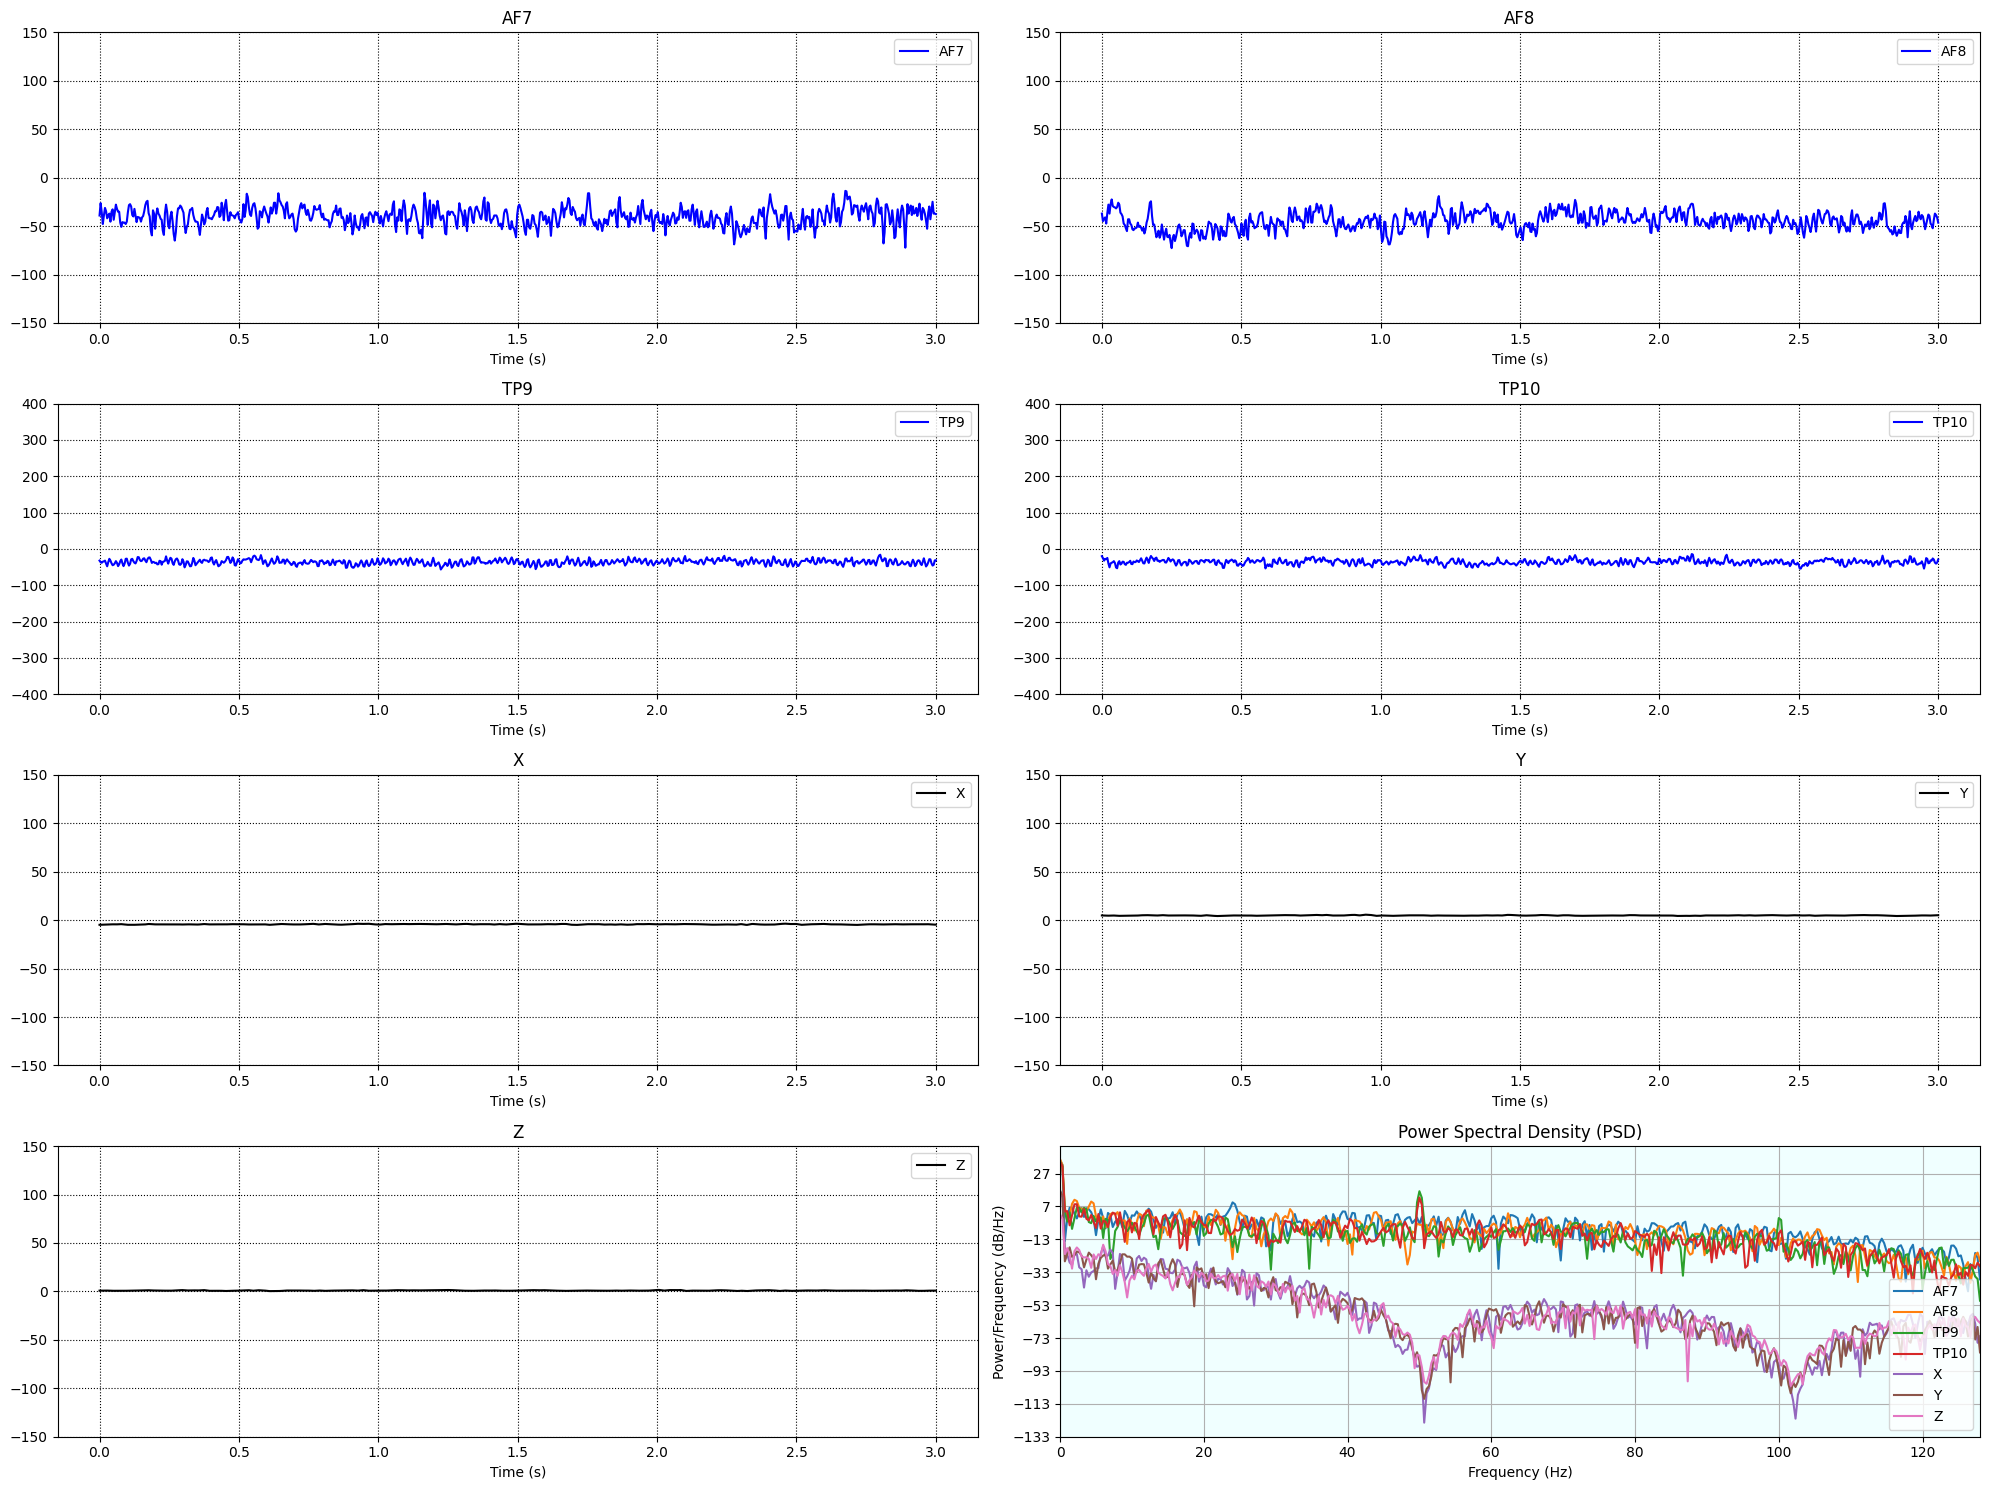 AF7
150
100
50
0
−50
−100
−150
AF7
0.0 0.5 1.0 1.5 2.0 2.5 3.0
Time (s)
AF8
150
100
50
0
−50
−100
−150
AF8
0.0 0.5 1.0 1.5 2.0 2.5 3.0
Time (s)
TP9
400
300
200
100
0
−100
−200
−300
−400
TP9
0.0 0.5 1.0 1.5 2.0 2.5 3.0
Time (s)
TP10
400
300
200
100
0
−100
−200
−300
−400
TP10
0.0 0.5 1.0 1.5 2.0 2.5 3.0
Time (s)
X
150
100
50
0
−50
−100
−150
X
0.0 0.5 1.0 1.5 2.0 2.5 3.0
Time (s)
Y
150
100
50
0
−50
−100
−150
Y
0.0 0.5 1.0 1.5 2.0 2.5 3.0
Time (s)
Z
150
100
50
0
−50
−100
−150
Z
0.0 0.5 1.0 1.5 2.0 2.5 3.0
Time (s)
Power Spectral Density (PSD)
Power/Frequency (dB/Hz)
27
7
−13
−33
−53
−73
−93
−113
−133
AF7
AF8
TP9
TP10
X
Y
Z
0 20 40 60 80 100 120
Frequency (Hz)